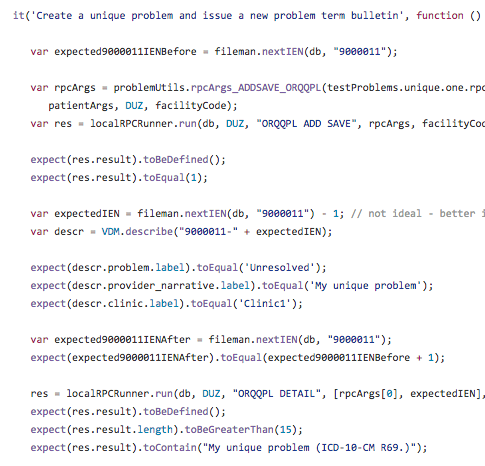 it('Create a unique problem and issue a new problem term bulletin', function ()
var expected9000011IENBefore = fileman.nextIEN(db, "9000011");
var rpcArgs = problemUtils.rpcArgs_ADDSAVE_ORQQPL(testProblems.unique.one.rpc
patientArgs, DUZ, facilityCode);
var res = localRPCRunner.run(db, DUZ, "ORQQPL ADD SAVE", rpcArgs, facilityCod
expect(res.result).toBeDefined();
expect(res.result).toEqual(1);
var expectedIEN = fileman.nextIEN(db, "9000011") - 1; // not ideal - better i
var descr = VDM.describe("9000011-" + expectedIEN);
expect(descr.problem.label).toEqual('Unresolved');
expect(descr.provider_narrative.label).toEqual('My unique problem');
expect(descr.clinic.label).toEqual('Clinic1');
var expected9000011IENAfter = fileman.nextIEN(db, "9000011");
expect(expected9000011IENAfter).toEqual(expected9000011IENBefore + 1);
res = localRPCRunner.run(db, DUZ, "ORQQPL DETAIL", [rpcArgs[0], expectedIEN],
expect(res.result).toBeDefined();
expect(res.result.length).toBeGreaterThan(15);
expect(res.result).toContain("My unique problem (ICD-10-CM R69.)");